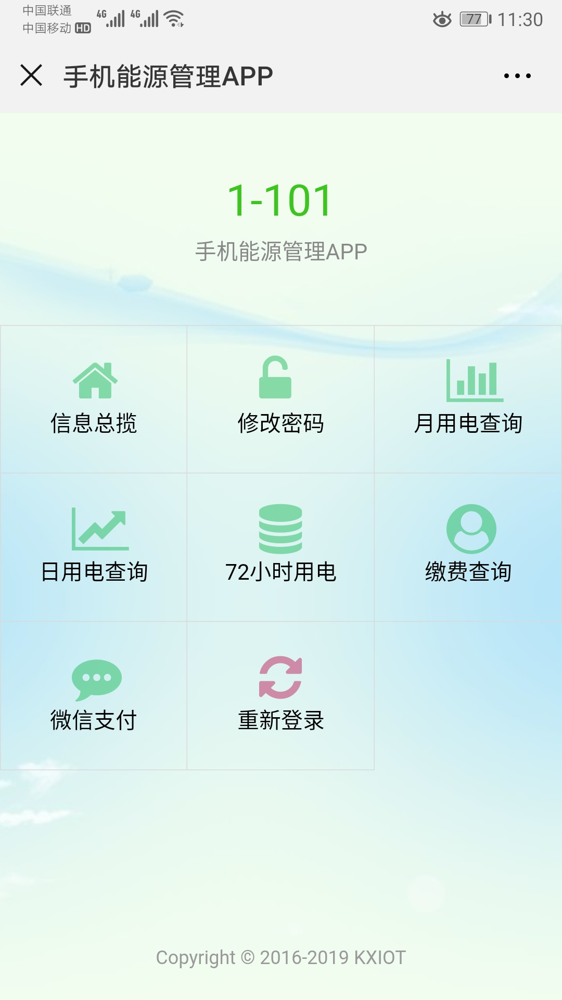 中国联通
中国移动 HD 4G 4G 77 11:30
手机能源管理APP
1-101
手机能源管理APP
信息总揽 修改密码 月用电查询
日用电查询 72小时用电 缴费查询
微信支付 重新登录
Copyright © 2016-2019 KXIOT